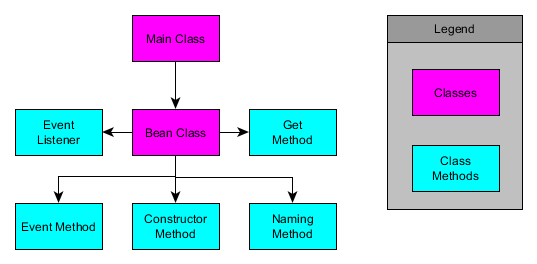 Main Class
Legend
Classes
Event
Listener
Bean Class
Get
Method
Class
Methods
Event Method
Constructor
Method
Naming
Method